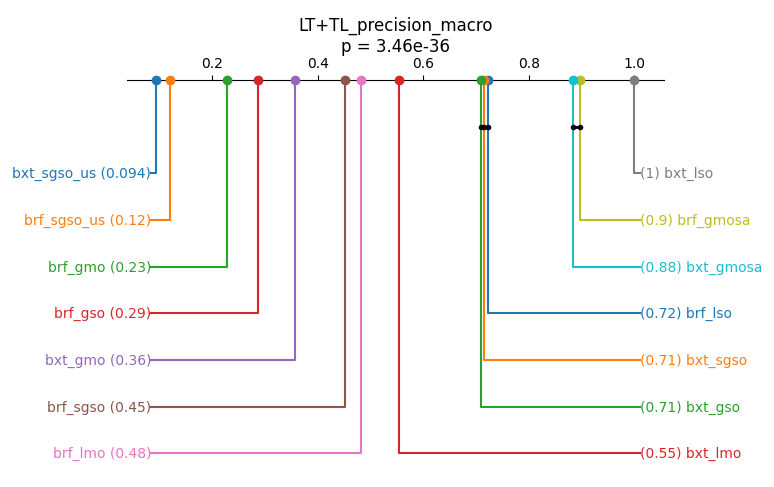 LT+TL_precision_macro
p = 3.46e-36
0.2 0.4 0.6 0.8 1.0
bxt_sgso_us (0.094) (1) bxt_lso
brf_sgso_us (0.12) (0.9) brf_gmosa
brf_gmo (0.23) (0.88) bxt_gmosa
brf_gso (0.29) (0.72) brf_lso
bxt_gmo (0.36) (0.71) bxt_sgso
brf_sgso (0.45) (0.71) bxt_gso
brf_lmo (0.48) (0.55) bxt_lmo